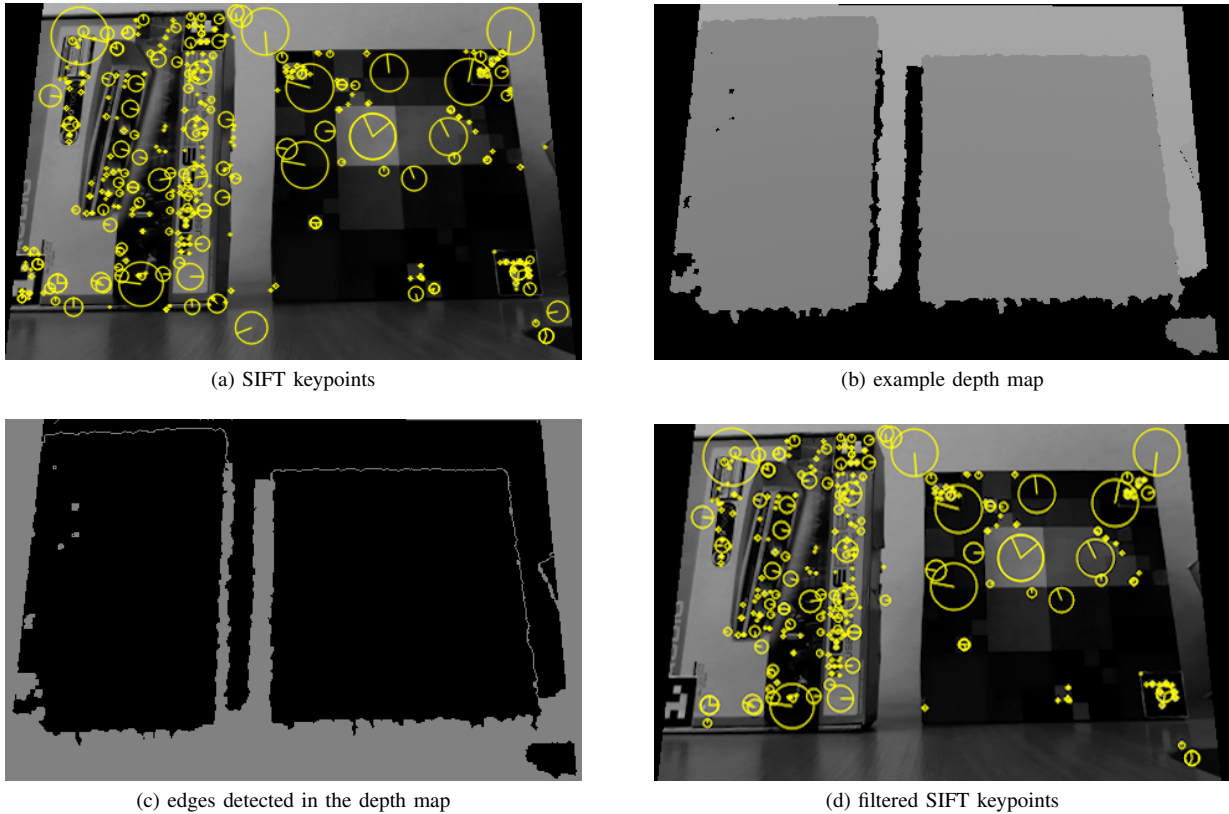 (a) SIFT keypoints
(b) example depth map
(c) edges detected in the depth map
(d) filtered SIFT keypoints